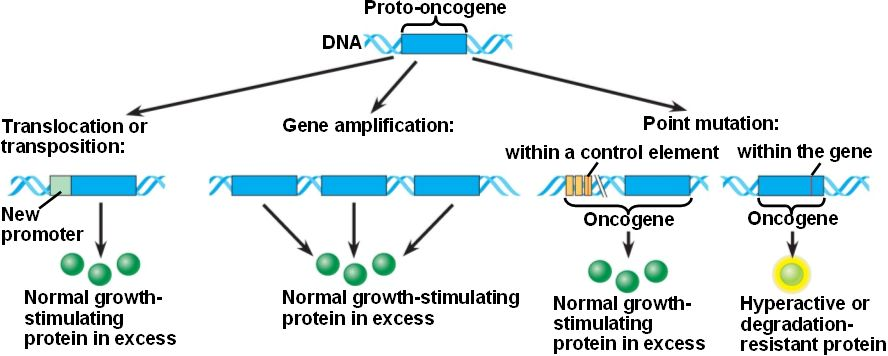 Proto-oncogene
DNA
Translocation or
transposition:
Gene amplification:
Point mutation:
within a control element
within the gene
New
promoter
Oncogene
Oncogene
Normal growth-
stimulating
protein in excess
Normal growth-stimulating
protein in excess
Normal growth-
stimulating
protein in excess
Hyperactive or
degradation-
resistant protein